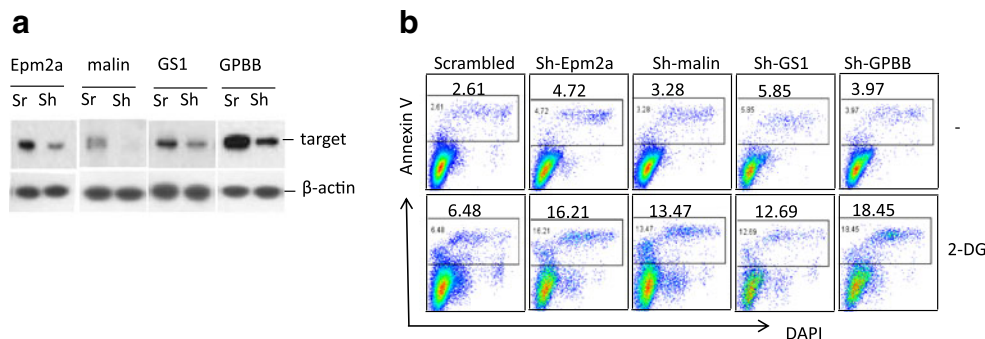 a
Epm2a malin GS1 GPBB
Sr Sh Sr Sh Sr Sh Sr Sh
target
β-actin
b
Scrambled Sh-Epm2a Sh-malin Sh-GS1 Sh-GPBB
2.61 4.72 3.28 5.85 3.97
2.61 4.72 3.28 5.85 3.97
-
Annexin V
6.48 16.21 13.47 12.69 18.45
6.48 16.21 13.47 12.69 18.45
2-DG
DAPI